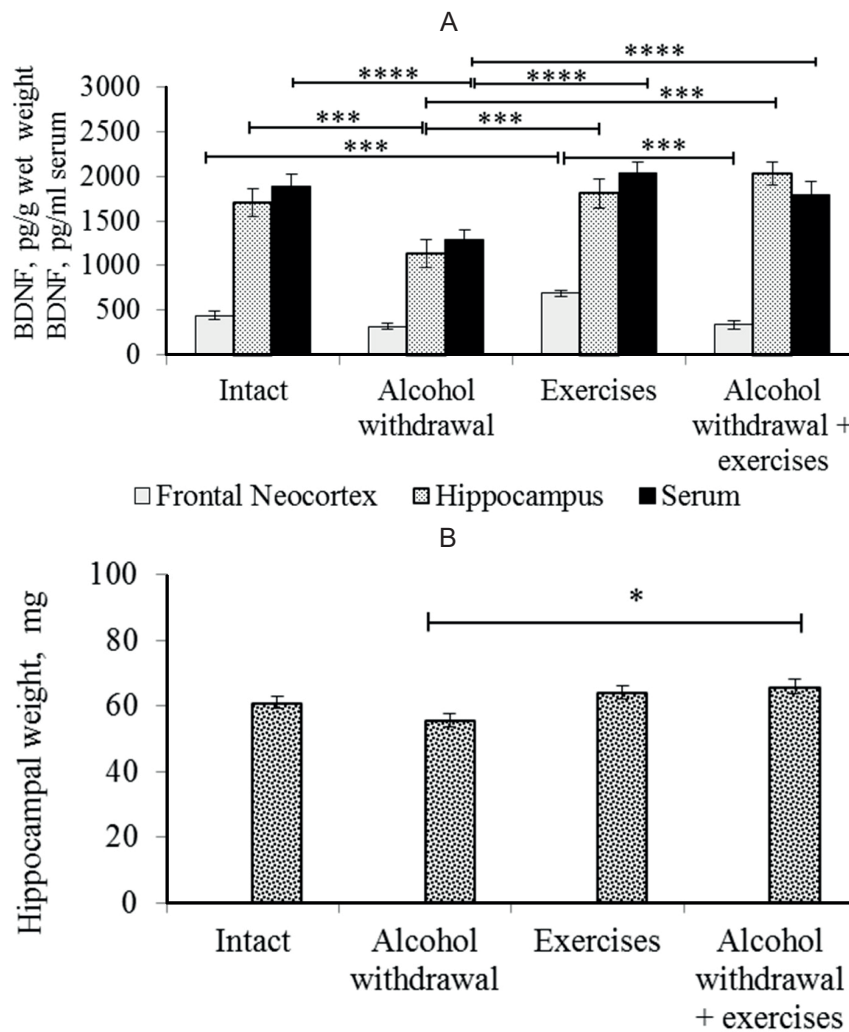 A
****
****
****
***
***
***
***
***
BDNF, pg/g wet weight
BDNF, pg/ml serum
3000
2500
2000
1500
1000
500
0
Intact
Alcohol
withdrawal
Exercises
Alcohol
withdrawal +
exercises
Frontal Neocortex
Hippocampus
Serum
B
*
Hippocampal weight, mg
100
80
60
40
20
0
Intact
Alcohol
withdrawal
Exercises
Alcohol
withdrawal
+ exercises